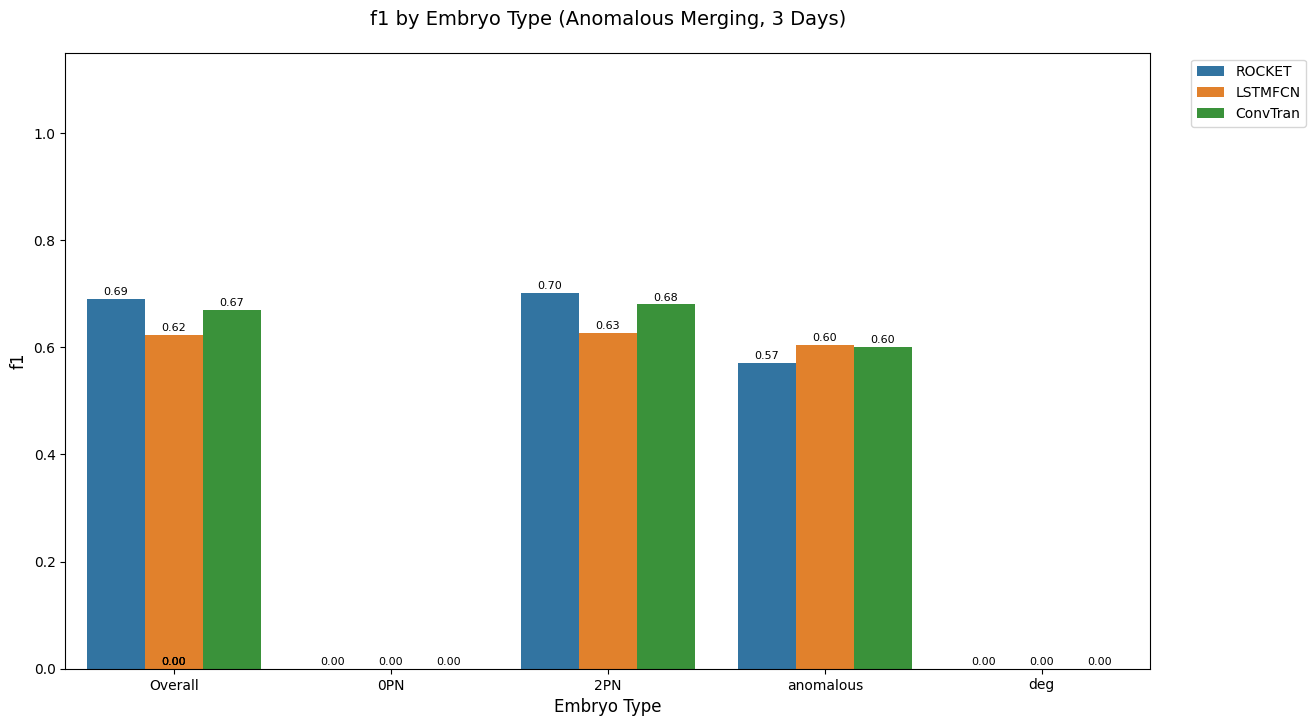 f1 by Embryo Type (Anomalous Merging, 3 Days)
ROCKET
LSTMFCN
ConvTran
f1
1.0
0.8
0.6
0.4
0.2
0.0
0.69
0.62
0.67
0.00
0.00 0.00 0.00
0.70
0.63
0.68
0.57
0.60
0.60
0.00 0.00 0.00
Overall 0PN 2PN anomalous deg
Embryo Type